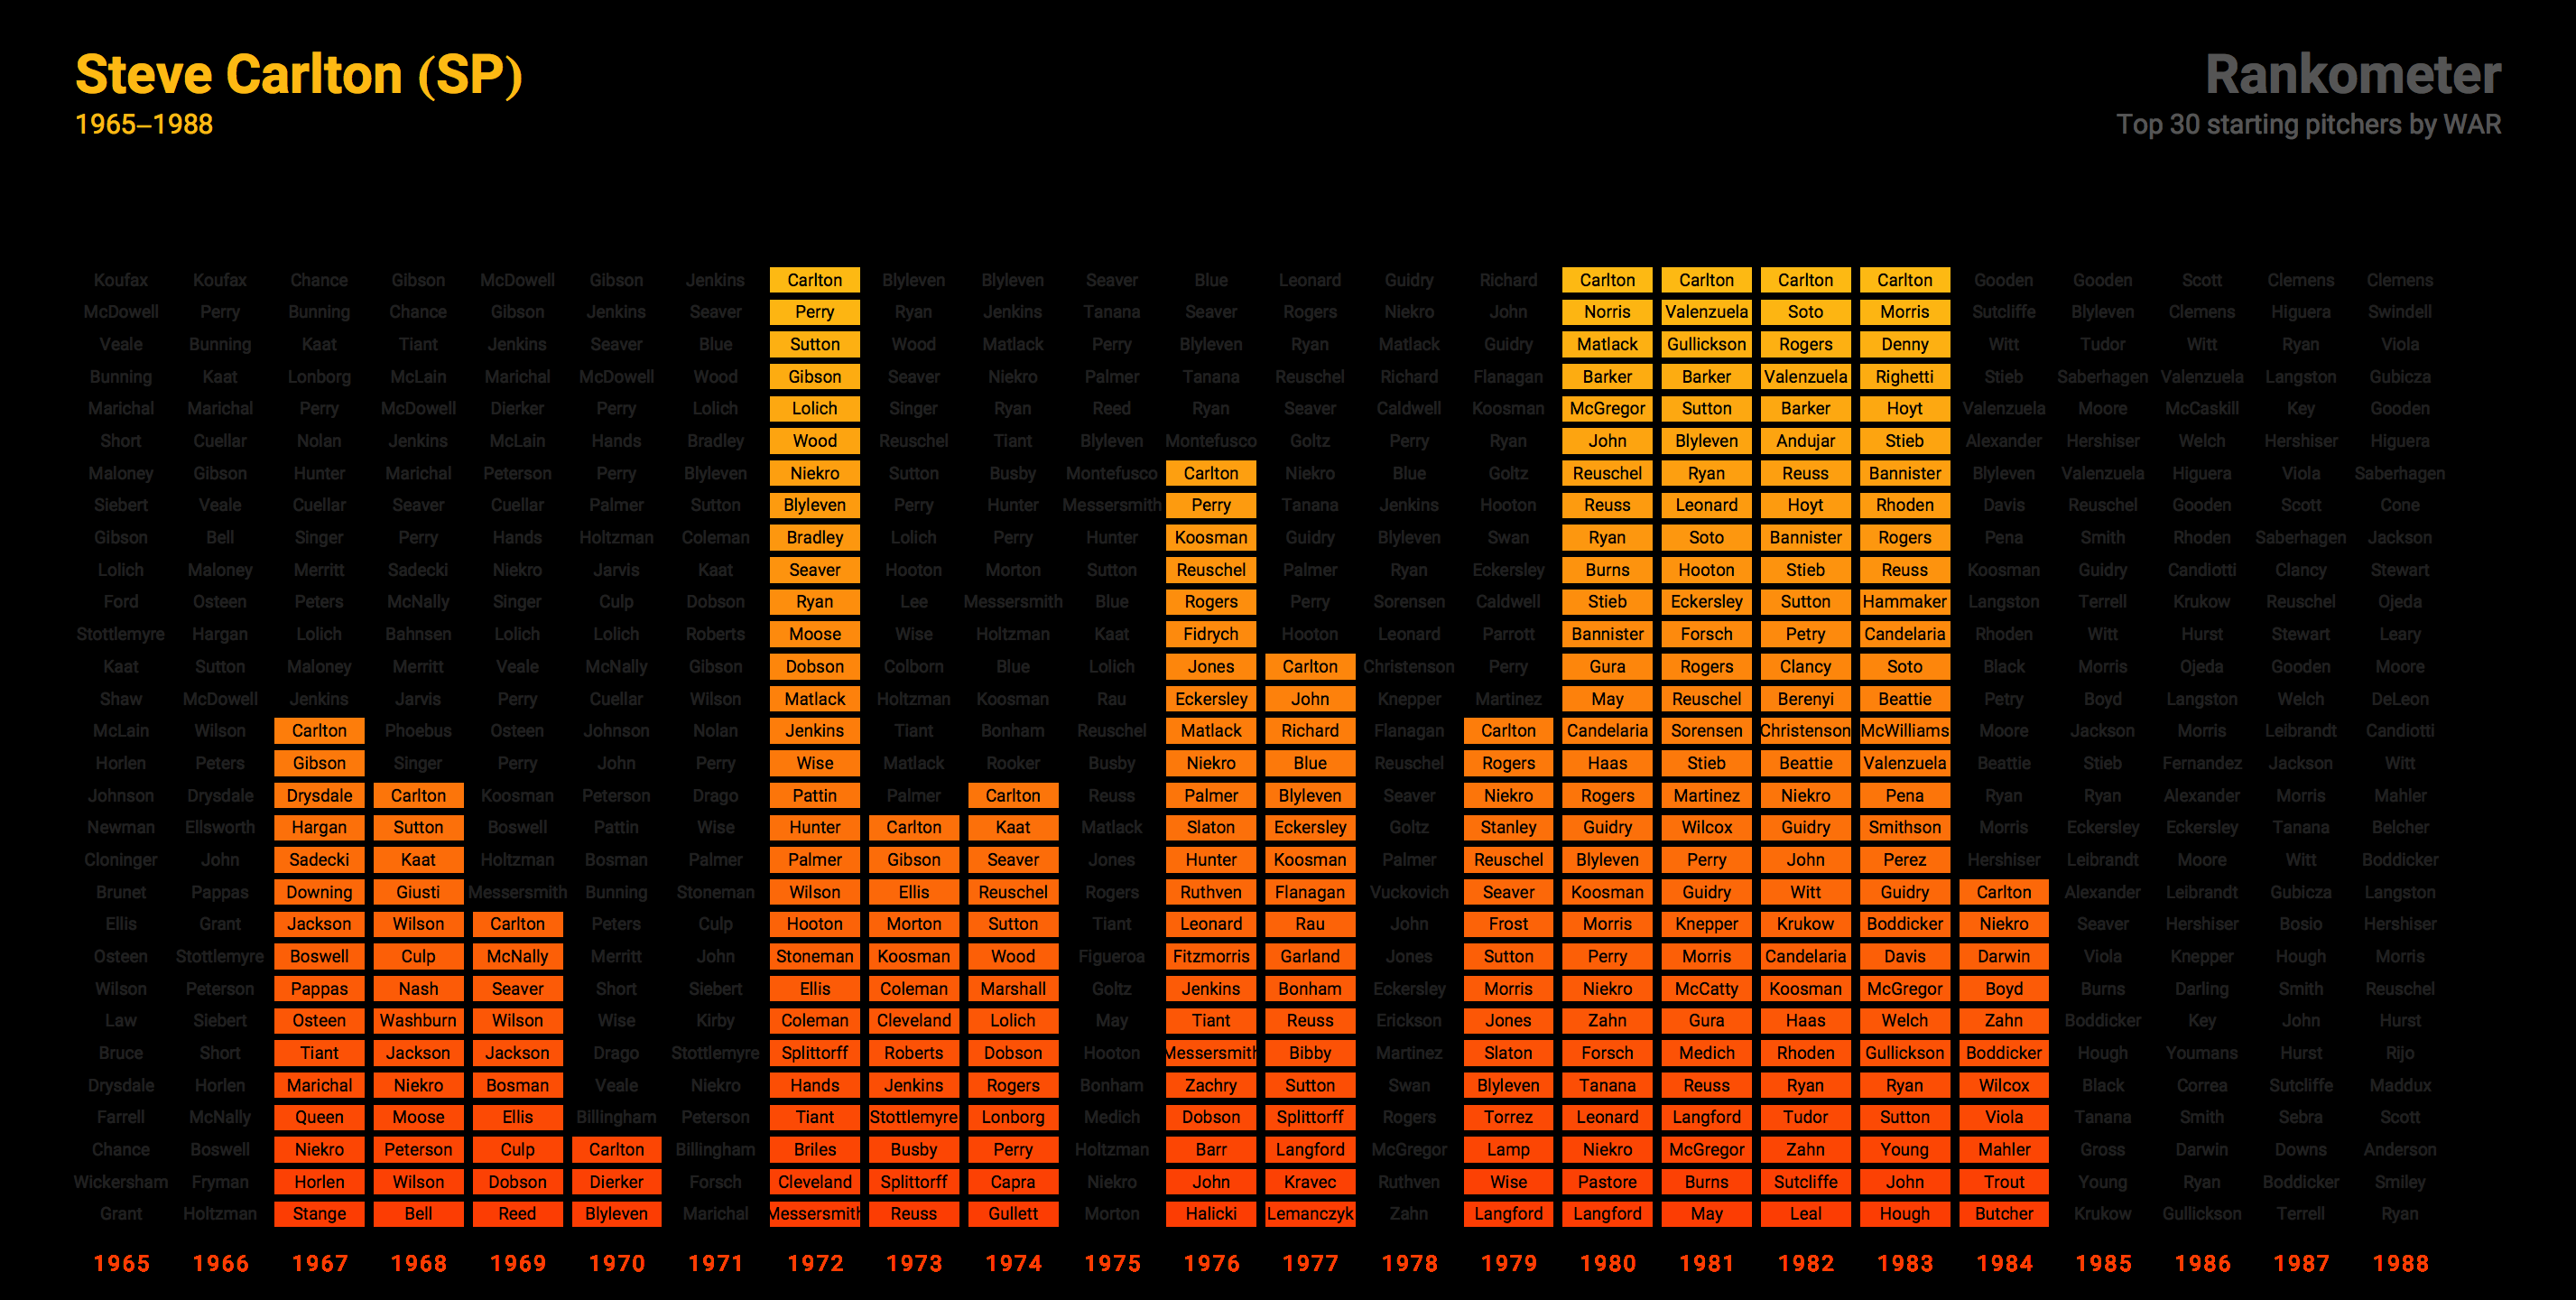 Steve Carlton (SP)
1965–1988
Rankometer
Top 30 starting pitchers by WAR
Koufax Koufax Chance Gibson McDowell Gibson Jenkins Carlton Blyleven Blyleven Seaver Blue Leonard Guidry Richard Carlton Carlton Carlton Carlton Gooden Gooden Scott Clemens Clemens
McDowell Perry Bunning Chance Gibson Jenkins Seaver Perry Ryan Jenkins Tanana Seaver Rogers Niekro John Norris Valenzuela Soto Morris Sutcliffe Blyleven Clemens Higuera Swindell
Veale Bunning Kaat Tiant Jenkins Seaver Blue Sutton Wood Matlack Perry Blyleven Ryan Matlack Guidry Matlack Gullickson Rogers Denny Witt Tudor Witt Ryan Viola
Bunning Kaat Lonborg McLain Marichal McDowell Wood Gibson Seaver Niekro Palmer Tanana Reuschel Richard Flanagan Barker Barker Valenzuela Righetti Stieb Saberhagen Valenzuela Langston Gubicza
Marichal Marichal Perry McDowell Dierker Perry Lolich Lolich Singer Ryan Reed Ryan Seaver Caldwell Koosman McGregor Sutton Barker Hoyt Valenzuela Moore McCaskill Key Gooden
Short Cuellar Nolan Jenkins McLain Hands Bradley Wood Reuschel Tiant Blyleven Montefusco Goltz Perry Ryan John Blyleven Andujar Stieb Alexander Hershiser Welch Hershiser Higuera
Maloney Gibson Hunter Marichal Peterson Perry Blyleven Niekro Sutton Busby Montefusco Carlton Niekro Blue Goltz Reuschel Ryan Reuss Bannister Blyleven Valenzuela Higuera Viola Saberhagen
Siebert Veale Cuellar Seaver Cuellar Palmer Sutton Blyleven Perry Hunter Messersmith Perry Tanana Jenkins Hooton Reuss Leonard Hoyt Rhoden Davis Reuschel Gooden Scott Cone
Gibson Bell Singer Perry Hands Holtzman Coleman Bradley Lolich Perry Hunter Koosman Guidry Blyleven Swan Ryan Soto Bannister Rogers Pena Smith Rhoden Saberhagen Jackson
Lolich Maloney Merritt Sadecki Niekro Jarvis Kaat Seaver Hooton Morton Sutton Reuschel Palmer Ryan Eckersley Burns Hooton Stieb Reuss Koosman Guidry Candiotti Clancy Stewart
Ford Osteen Peters McNally Singer Culp Dobson Ryan Lee Messersmith Blue Rogers Perry Sorensen Caldwell Stieb Eckersley Sutton Hammaker Langston Terrell Krukow Reuschel Ojeda
Stottlemyre Hargan Lolich Bahnsen Lolich Lolich Roberts Moose Wise Holtzman Kaat Fidrych Hooton Leonard Parrott Bannister Forsch Petry Candelaria Rhoden Witt Hurst Stewart Leary
Kaat Sutton Maloney Merritt Veale McNally Gibson Dobson Colborn Blue Lolich Jones Carlton Christenson Perry Gura Rogers Clancy Soto Black Morris Ojeda Gooden Moore
Shaw McDowell Jenkins Jarvis Perry Cuellar Wilson Matlack Holtzman Koosman Rau Eckersley John Knepper Martinez May Reuschel Berenyi Beattie Petry Boyd Langston Welch DeLeon
McLain Wilson Carlton Phoebus Osteen Johnson Nolan Jenkins Tiant Bonham Reuschel Matlack Richard Flanagan Carlton Candelaria Sorensen Christenson McWilliams Moore Jackson Morris Leibrandt Candiotti
Horlen Peters Gibson Singer Perry John Perry Wise Matlack Rooker Busby Niekro Blue Reuschel Rogers Haas Stieb Beattie Valenzuela Beattie Stieb Fernandez Jackson Witt
Johnson Drysdale Drysdale Carlton Koosman Peterson Drago Pattin Palmer Carlton Reuss Palmer Blyleven Seaver Niekro Rogers Martinez Niekro Pena Ryan Ryan Alexander Morris Mahler
Newman Ellsworth Hargan Sutton Boswell Pattin Wise Hunter Carlton Kaat Matlack Slaton Eckersley Goltz Stanley Guidry Wilcox Guidry Smithson Morris Eckersley Eckersley Tanana Belcher
Cloninger John Sadecki Kaat Holtzman Bosman Palmer Palmer Gibson Seaver Jones Hunter Koosman Palmer Reuschel Blyleven Perry John Perez Hershiser Leibrandt Moore Witt Boddicker
Brunet Pappas Downing Giusti Messersmith Bunning Stoneman Wilson Ellis Reuschel Rogers Ruthven Flanagan Vuckovich Seaver Koosman Guidry Witt Guidry Carlton Alexander Leibrandt Gubicza Langston
Ellis Grant Jackson Wilson Carlton Peters Culp Hooton Morton Sutton Tiant Leonard Rau John Frost Morris Knepper Krukow Boddicker Niekro Seaver Hershiser Bosio Hershiser
Osteen Stottlemyre Boswell Culp McNally Merritt John Stoneman Koosman Wood Figueroa Fitzmorris Garland Jones Sutton Perry Morris Candelaria Davis Darwin Viola Knepper Hough Morris
Wilson Peterson Pappas Nash Seaver Short Siebert Ellis Coleman Marshall Goltz Jenkins Bonham Eckersley Morris Niekro McCatty Koosman McGregor Boyd Burns Darling Smith Reuschel
Law Siebert Osteen Washburn Wilson Wise Kirby Coleman Cleveland Lolich May Tiant Reuss Erickson Jones Zahn Gura Haas Welch Zahn Boddicker Key John Hurst
Bruce Short Tiant Jackson Jackson Drago Stottlemyre Splittorff Roberts Dobson Hooton Messersmith Bibby Martinez Slaton Forsch Medich Rhoden Gullickson Boddicker Hough Youmans Hurst Rijo
Drysdale Horlen Marichal Niekro Bosman Veale Niekro Hands Jenkins Rogers Bonham Zachry Sutton Swan Blyleven Tanana Reuss Ryan Ryan Wilcox Black Correa Sutcliffe Maddux
Farrell McNally Queen Moose Ellis Billingham Peterson Tiant Stottlemyre Lonborg Medich Dobson Splittorff Rogers Torrez Leonard Langford Tudor Sutton Viola Tanana Smith Sebra Scott
Chance Boswell Niekro Peterson Culp Carlton Billingham Briles Busby Perry Holtzman Barr Langford McGregor Lamp Niekro McGregor Zahn Young Mahler Gross Darwin Downs Anderson
Wickersham Fryman Horlen Wilson Dobson Dierker Forsch Cleveland Splittorff Capra Niekro John Kravec Ruthven Wise Pastore Burns Sutcliffe John Trout Young Ryan Boddicker Smiley
Grant Holtzman Stange Bell Reed Blyleven Marichal Messersmith Reuss Gullett Morton Halicki Lemanczyk Zahn Langford Langford May Leal Hough Butcher Krukow Gullickson Terrell Ryan
1965 1966 1967 1968 1969 1970 1971 1972 1973 1974 1975 1976 1977 1978 1979 1980 1981 1982 1983 1984 1985 1986 1987 1988